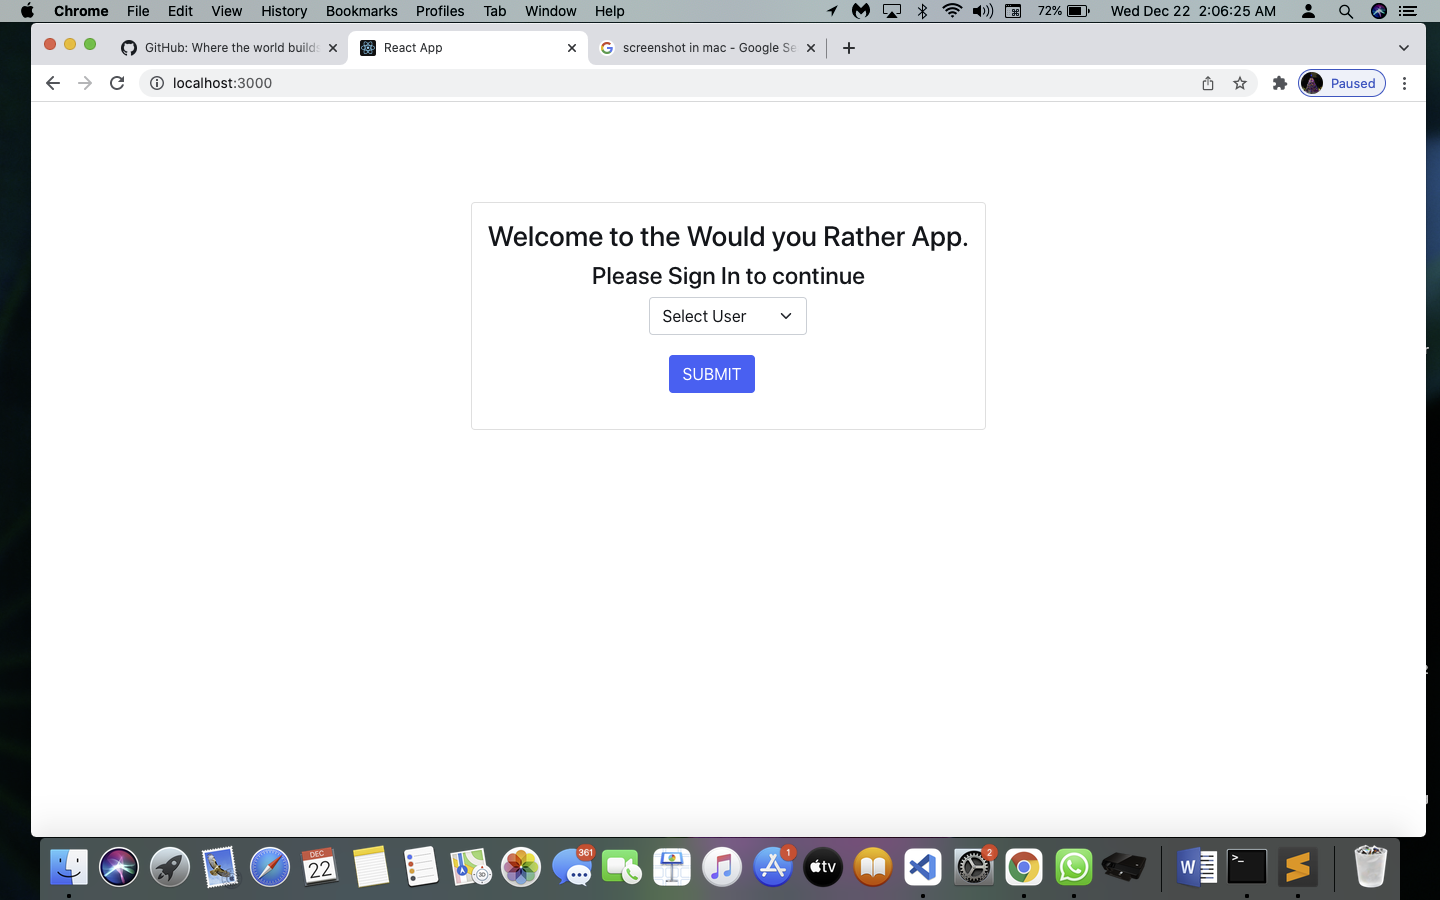 Chrome File Edit View History Bookmarks Profiles Tab Window Help 72% Wed Dec 22 2:06:25 AM
GitHub: Where the world builds
React App
screenshot in mac - Google Se
localhost:3000
Paused
Welcome to the Would you Rather App.
Please Sign In to continue
Select User
SUBMIT
DEC
22
361
3D
1
tv
2
W
>_